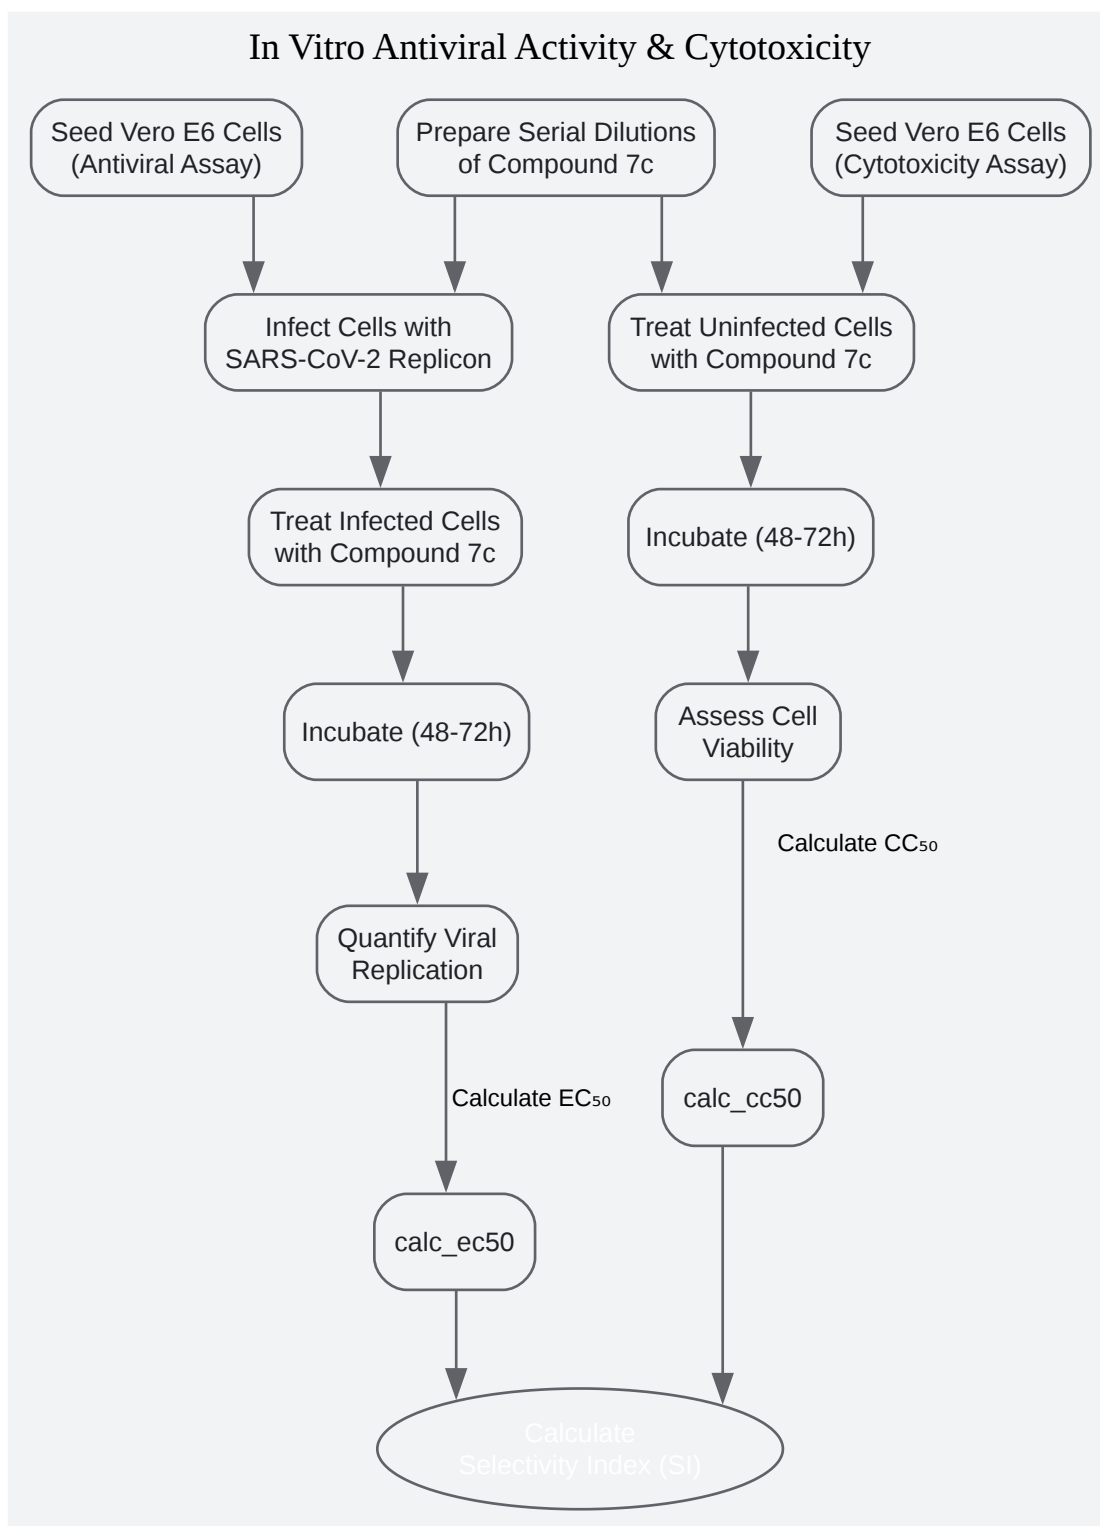 In Vitro Antiviral Activity & Cytotoxicity
Seed Vero E6 Cells
(Antiviral Assay)
Prepare Serial Dilutions
of Compound 7c
Seed Vero E6 Cells
(Cytotoxicity Assay)
Infect Cells with
SARS-CoV-2 Replicon
Treat Uninfected Cells
with Compound 7c
Treat Infected Cells
with Compound 7c
Incubate (48-72h)
Incubate (48-72h)
Assess Cell
Viability
Calculate CC₅₀
Quantify Viral
Replication
Calculate EC₅₀
calc_cc50
calc_ec50
Calculate
Selectivity Index (SI)